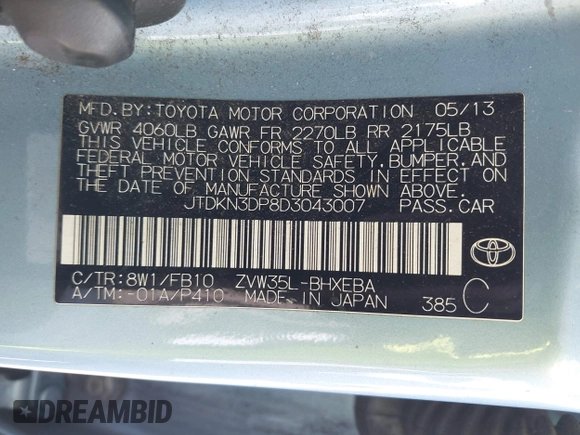 MFD.BY:TOYOTA MOTOR CORPORATION 05/13
GVWR 4060LB GAWR FR 2270LB RR 2175LB
THIS VEHICLE CONFORMS TO ALL APPLICABLE
FEDERAL MOTOR VEHICLE SAFETY, BUMPER, AND
THEFT PREVENTION STANDARDS IN EFFECT ON
THE DATE OF MANUFACTURE SHOWN ABOVE.
JTDKN3DP8D3043007 PASS.CAR
C/TR:8W1/FB10 ZVW35L-BHXEBA
A/TM:-01A/P410 MADE IN JAPAN 385 C
TOYOTA
DREAMBID